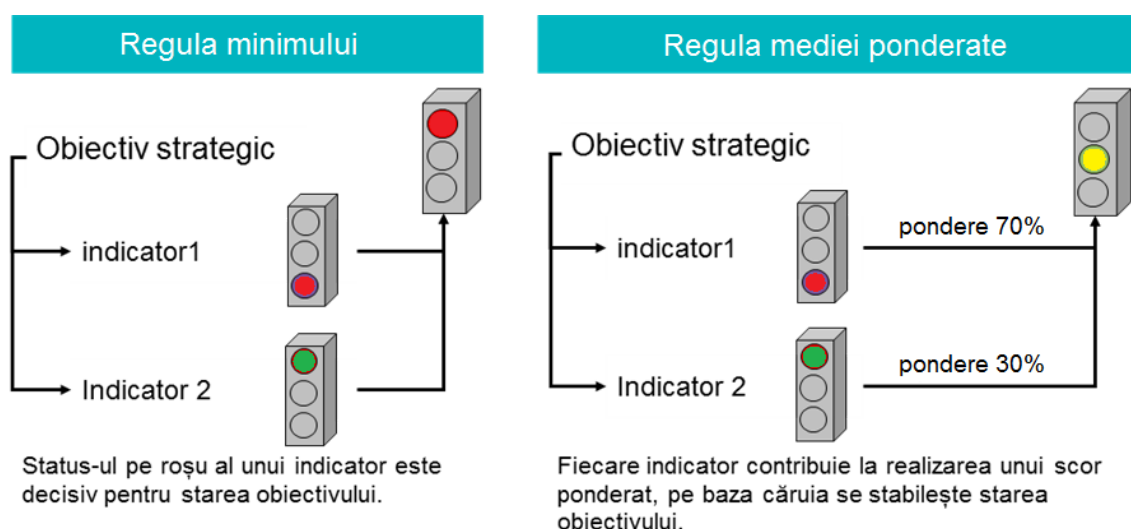 Regula minimului
Obiectiv strategic
indicator1
Indicator 2
Status-ul pe roșu al unui indicator este
decisiv pentru starea obiectivului.
Regula mediei ponderate
Obiectiv strategic
indicator1
pondere 70%
Indicator 2
pondere 30%
Fiecare indicator contribuie la realizarea unui scor
ponderat, pe baza căruia se stabilește starea
obiectivului.